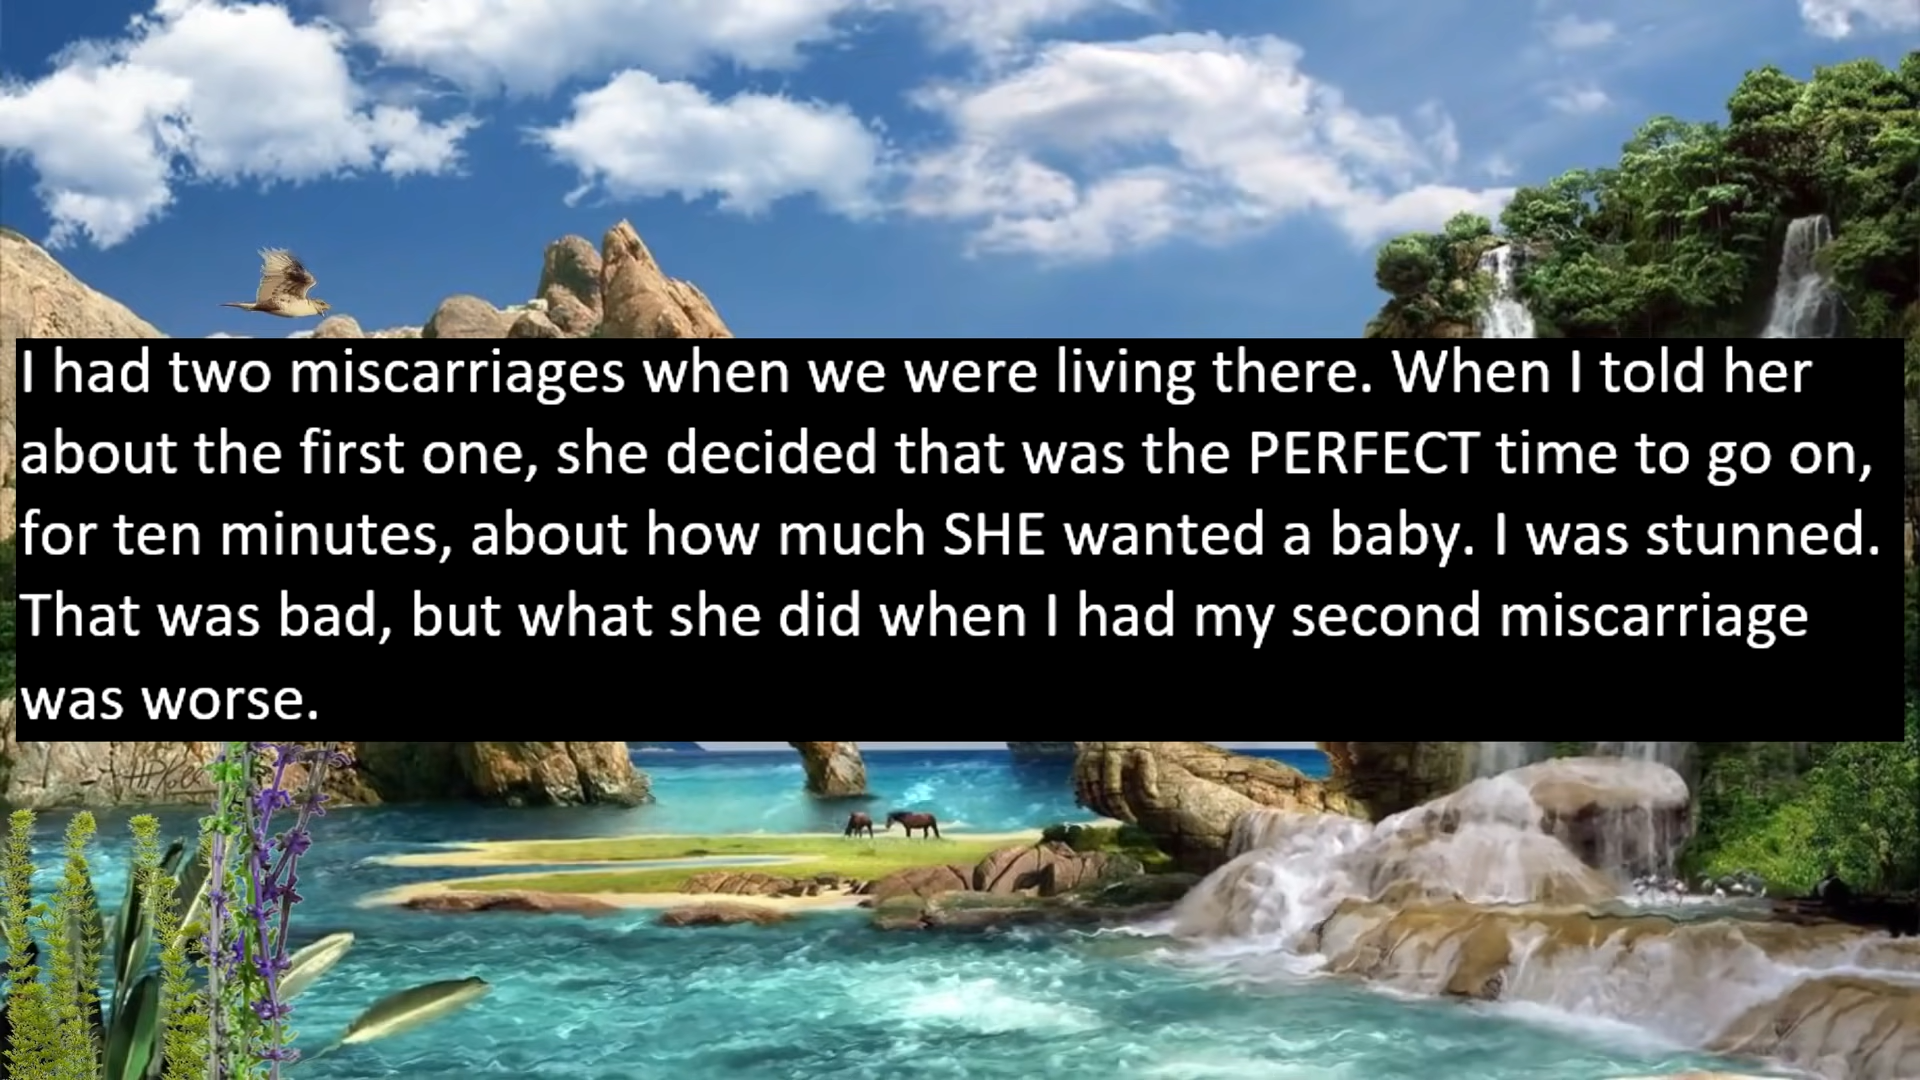 I had two miscarriages when we were living there. When I told her
about the first one, she decided that was the PERFECT time to go on,
for ten minutes, about how much SHE wanted a baby. I was stunned.
That was bad, but what she did when I had my second miscarriage
was worse.